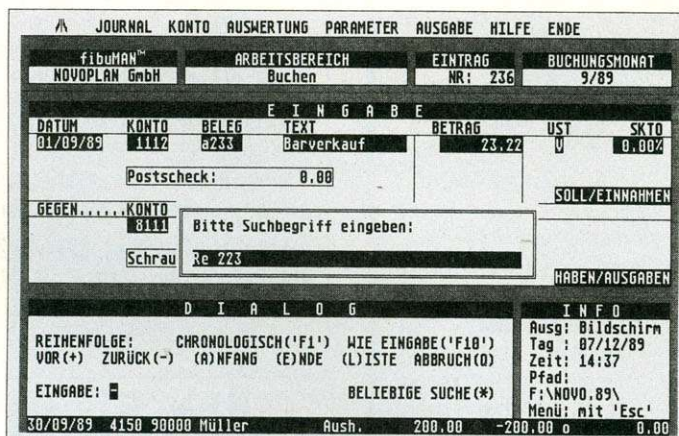 JOURNAL KONTO AUSWERTUNG PARAMETER AUSGABE HILFE ENDE
fibuMAN™ ARBEITSBEREICH EINTRAG BUCHUNGSMONAT
NOVOPLAN GmbH Buchen NR: 236 9/89
E I N G A B E
DATUM KONTO BELEG TEXT BETRAG UST SKTO
01/09/89 1112 a233 Barverkauf 23.22 V 0.00%
Postscheck: 0.00
SOLL/EINNAHMEN
GEGEN......KONTO
8111
Bitte Suchbegriff eingeben:
Schrau
Re 223
HABEN/AUSGABEN
D I A L O G
I N F O
REIHENFOLGE: CHRONOLOGISCH('F1') WIE EINGABE('F10')
VOR(+) ZURÜCK(-) (A)NFANG (E)NDE (L)ISTE ABBRUCH(Q)
EINGABE: BELIEBIGE SUCHE(*)
Ausg: Bildschirm
Tag : 07/12/89
Zeit: 14:37
Pfad:
F:\NOVO.89\
Menü: mit 'Esc'
30/09/89 4150 90000 Müller Aush. 200.00 -200.00 o 0.00